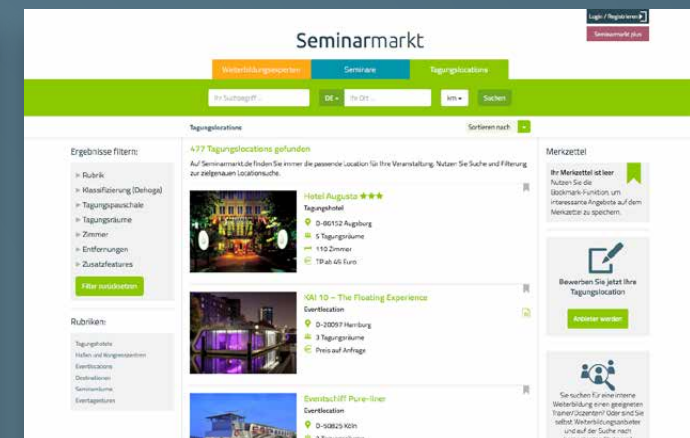 Login / Registrieren
Seminarmarkt plus
Seminarmarkt
Weiterbildungsexperten
Seminare
Tagungslocations
Ihr Suchbegriff ...
DE
Ihr Ort ...
km
Suchen
Tagungslocations
Sortieren nach
Ergebnisse filtern:
» Rubrik
» Klassifizierung (Dehoga)
» Tagungspauschale
» Tagungsräume
» Zimmer
» Entfernungen
» Zusatzfeatures
Filter zurücksetzen
Rubriken:
Tagungshotels
Hallen und Kongresszentren
Eventlocations
Destinationen
Seminarräume
Eventagenturen
477 Tagungslocations gefunden
Auf Seminarmarkt.de finden Sie immer die passende Location für Ihre Veranstaltung. Nutzen Sie Suche und Filterung
zur zielgenauen Locationsuche.
Hotel Augusta ★★★
Tagungshotel
D-86152 Augsburg
5 Tagungsräume
110 Zimmer
TP ab 45 Euro
KAI 10 – The Floating Experience
Eventlocation
D-20097 Hamburg
3 Tagungsräume
Preis auf Anfrage
Eventschiff Pure-liner
Eventlocation
D-50825 Köln
Tagungsräume
Merkzettel
Ihr Merkzettel ist leer
Nutzen Sie die
Bookmark-Funktion, um
interessante Angebote auf dem
Merkzettel zu speichern.
Bewerben Sie jetzt Ihre
Tagungslocation
Anbieter werden
Sie suchen für eine interne
Weiterbildung einen geeigneten
Trainer/Dozenten? Oder sind Sie
selbst Weiterbildungsanbieter
und auf der Suche nach